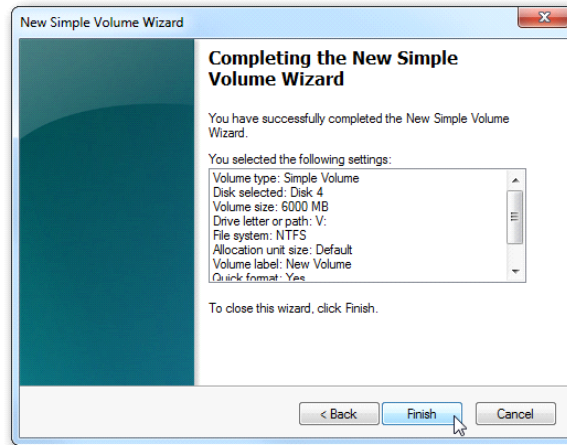 New Simple Volume Wizard
Completing the New Simple
Volume Wizard
You have successfully completed the New Simple Volume
Wizard.
You selected the following settings:
Volume type: Simple Volume
Disk selected: Disk 4
Volume size: 6000 MB
Drive letter or path: V:
File system: NTFS
Allocation unit size: Default
Volume label: New Volume
Quick format: Yes
To close this wizard, click Finish.
< Back
Finish
Cancel